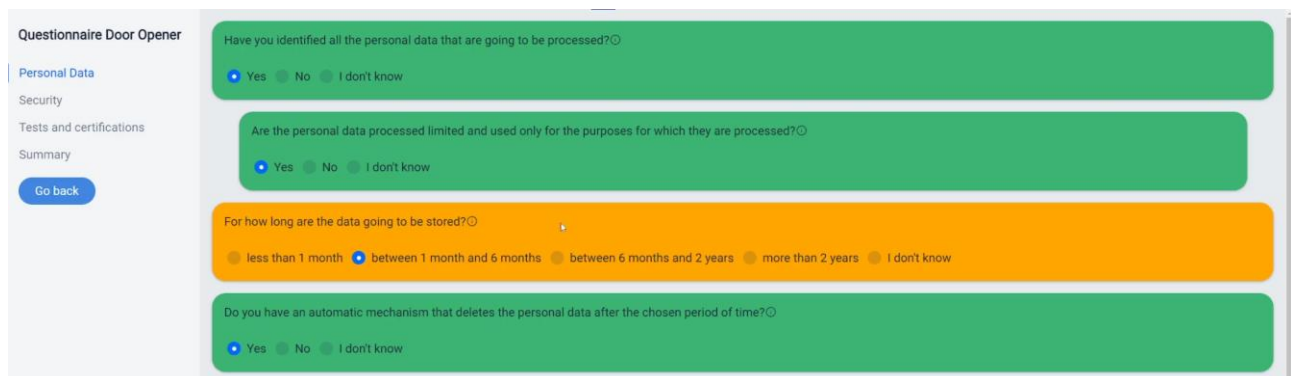 Questionnaire Door Opener
Personal Data
Security
Tests and certifications
Summary
Go back
Have you identified all the personal data that are going to be processed?
Yes No I don't know
Are the personal data processed limited and used only for the purposes for which they are processed?
Yes No I don't know
For how long are the data going to be stored?
less than 1 month between 1 month and 6 months between 6 months and 2 years more than 2 years I don't know
Do you have an automatic mechanism that deletes the personal data after the chosen period of time?
Yes No I don't know